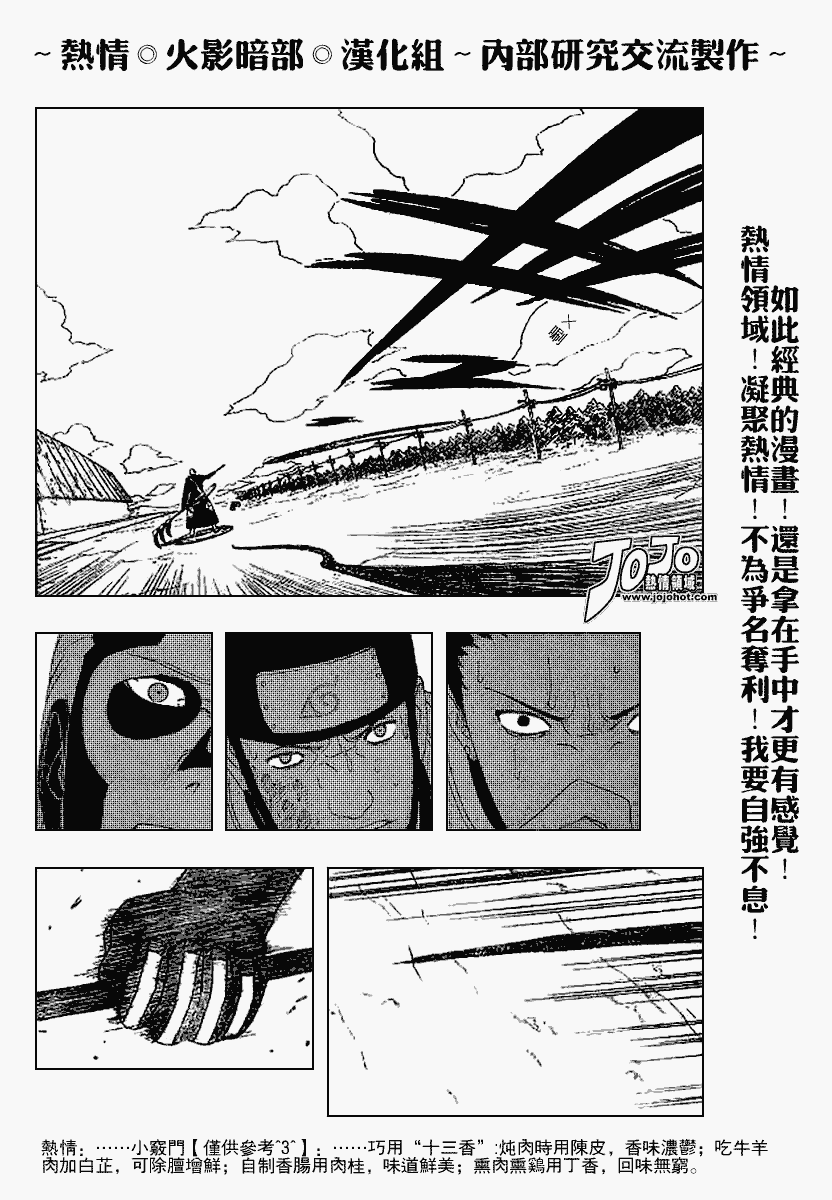 ～熱情◎火影暗部◎漢化組～內部研究交流製作～
如此經典的漫畫！還是拿在手中才更有感覺！
熱情領域！凝聚熱情！不為爭名奪利！我要自強不息！
JOJO
熱情領域
www.jojohot.com
熱情：……小竅門【僅供參考^3^】：……巧用“十三香”:炖肉時用陳皮，香味濃鬱；吃牛羊
肉加白芷，可除膻增鮮；自制香腸用肉桂，味道鮮美；熏肉熏鷄用丁香，回味無窮。